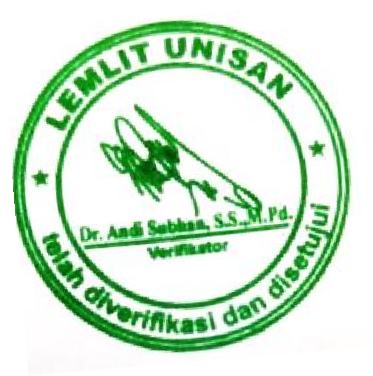 LEMLIT UNISAN
Dr. Andi Subhan, S.S.,M.Pd.
Verifikator
telah diverifikasi dan disetujui